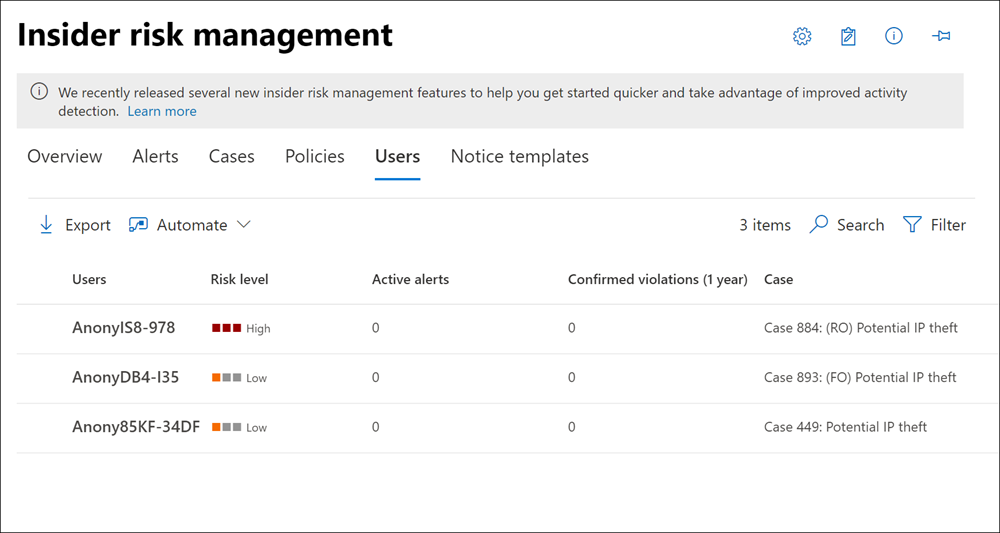 Insider risk management
We recently released several new insider risk management features to help you get started quicker and take advantage of improved activity
detection. Learn more
Overview Alerts Cases Policies Users Notice templates
Export Automate 3 items Search Filter
Users Risk level Active alerts Confirmed violations (1 year) Case
AnonyIS8-978 High 0 0 Case 884: (RO) Potential IP theft
AnonyDB4-I35 Low 0 0 Case 893: (FO) Potential IP theft
Anony85KF-34DF Low 0 0 Case 449: Potential IP theft